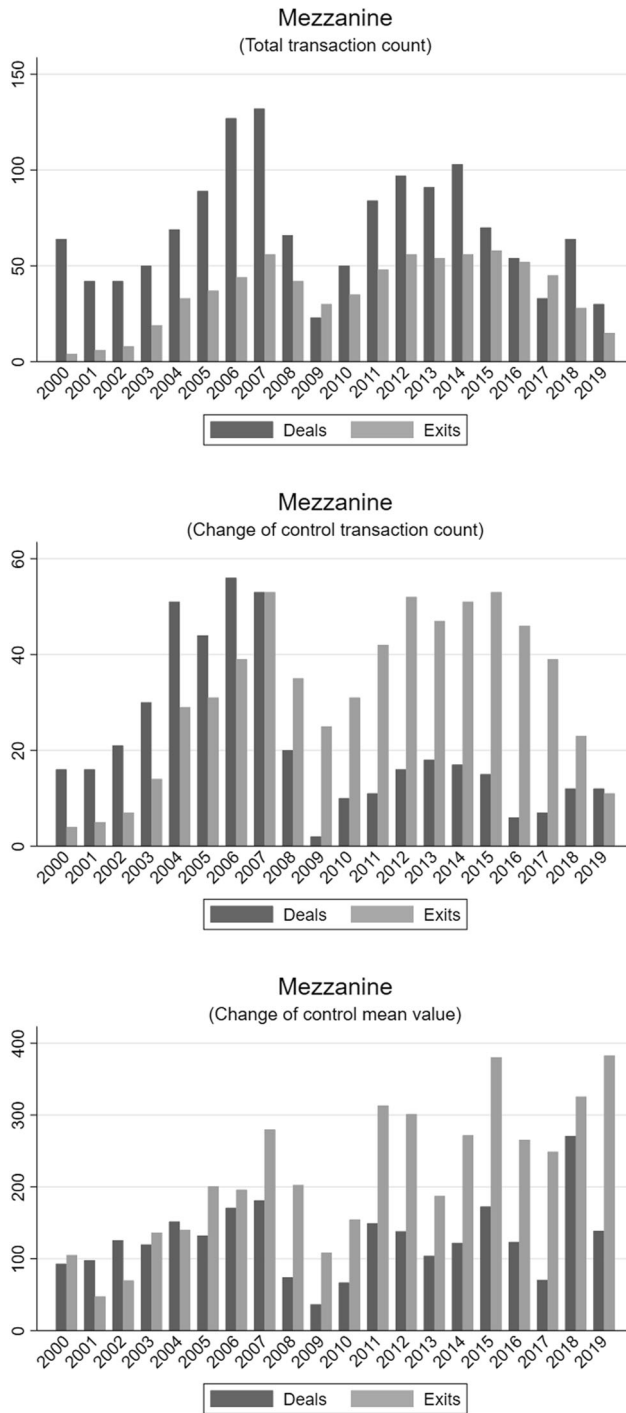 Mezzanine
(Total transaction count)
150
100
50
0
2000 2001 2002 2003 2004 2005 2006 2007 2008 2009 2010 2011 2012 2013 2014 2015 2016 2017 2018 2019
Deals Exits
Mezzanine
(Change of control transaction count)
60
40
20
0
2000 2001 2002 2003 2004 2005 2006 2007 2008 2009 2010 2011 2012 2013 2014 2015 2016 2017 2018 2019
Deals Exits
Mezzanine
(Change of control mean value)
400
300
200
100
0
2000 2001 2002 2003 2004 2005 2006 2007 2008 2009 2010 2011 2012 2013 2014 2015 2016 2017 2018 2019
Deals Exits